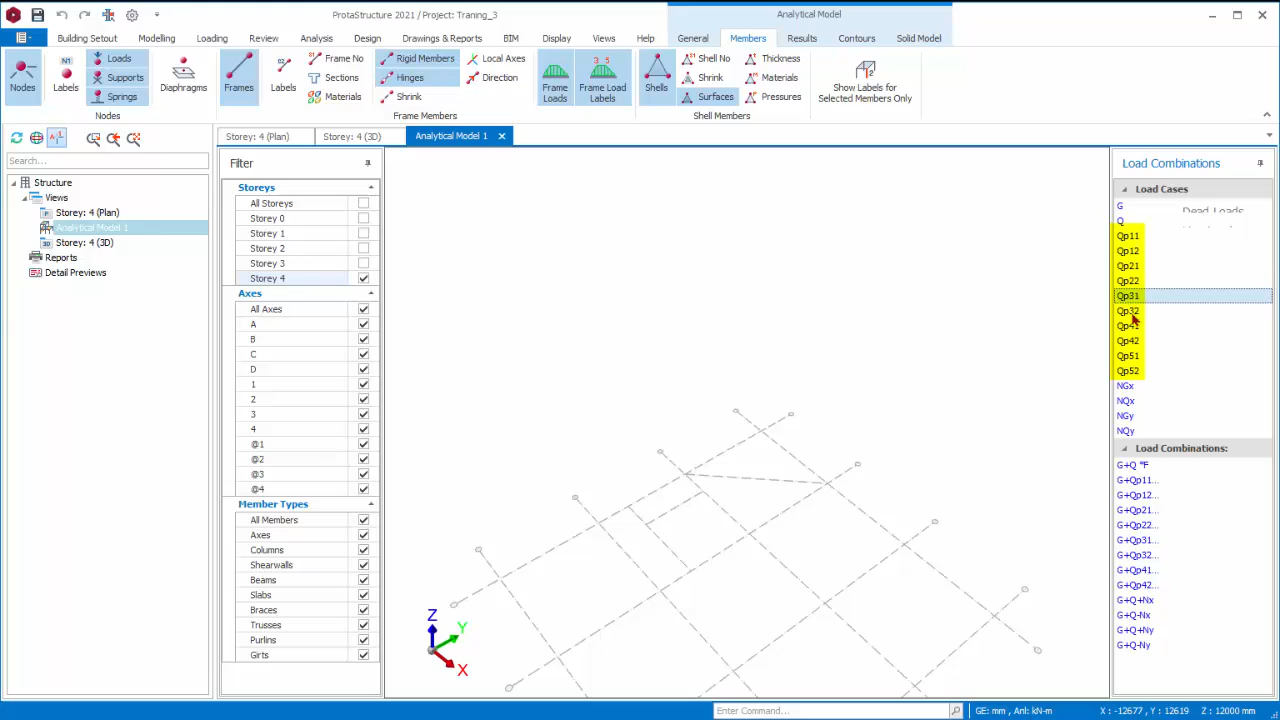 ProtaStructure 2021 / Project: Traning_3
Analytical Model
Building Setout
Modelling
Loading
Review
Analysis
Design
Drawings & Reports
BIM
Display
Views
Help
General
Members
Results
Contours
Solid Model
Nodes
N1
Labels
Loads
Supports
Springs
Diaphragms
Nodes
Frames
02
Labels
Frame No
Sections
Materials
Rigid Members
Hinges
Shrink
Local Axes
Direction
Frame Members
Frame Loads
3 5
Frame Load Labels
Shells
Shell No
Shrink
Surfaces
Thickness
Materials
Pressures
Shell Members
Show Labels for Selected Members Only
Storey: 4 (Plan)
Storey: 4 (3D)
Analytical Model 1
Search...
Structure
Views
Storey: 4 (Plan)
Analytical Model 1
Storey: 4 (3D)
Reports
Detail Previews
Filter
Storeys
All Storeys
Storey 0
Storey 1
Storey 2
Storey 3
Storey 4
Axes
All Axes
A
B
C
D
1
2
3
4
@1
@2
@3
@4
Member Types
All Members
Axes
Columns
Shearwalls
Beams
Slabs
Braces
Trusses
Purlins
Girts
Z
Y
X
Load Combinations
Load Cases
G
Dead Loads
Q
Qp11
Qp12
Qp21
Qp22
Qp31
Qp32
Qp41
Qp42
Qp51
Qp52
NGx
NQx
NGy
NQy
Load Combinations:
G+Q *F
G+Qp11...
G+Qp12...
G+Qp21...
G+Qp22...
G+Qp31...
G+Qp32...
G+Qp41...
G+Qp42...
G+Q+Nx
G+Q-Nx
G+Q+Ny
G+Q-Ny
Enter Command...
GE: mm , Anl: kN-m
X : -12677 , Y : 12619
Z : 12000 mm